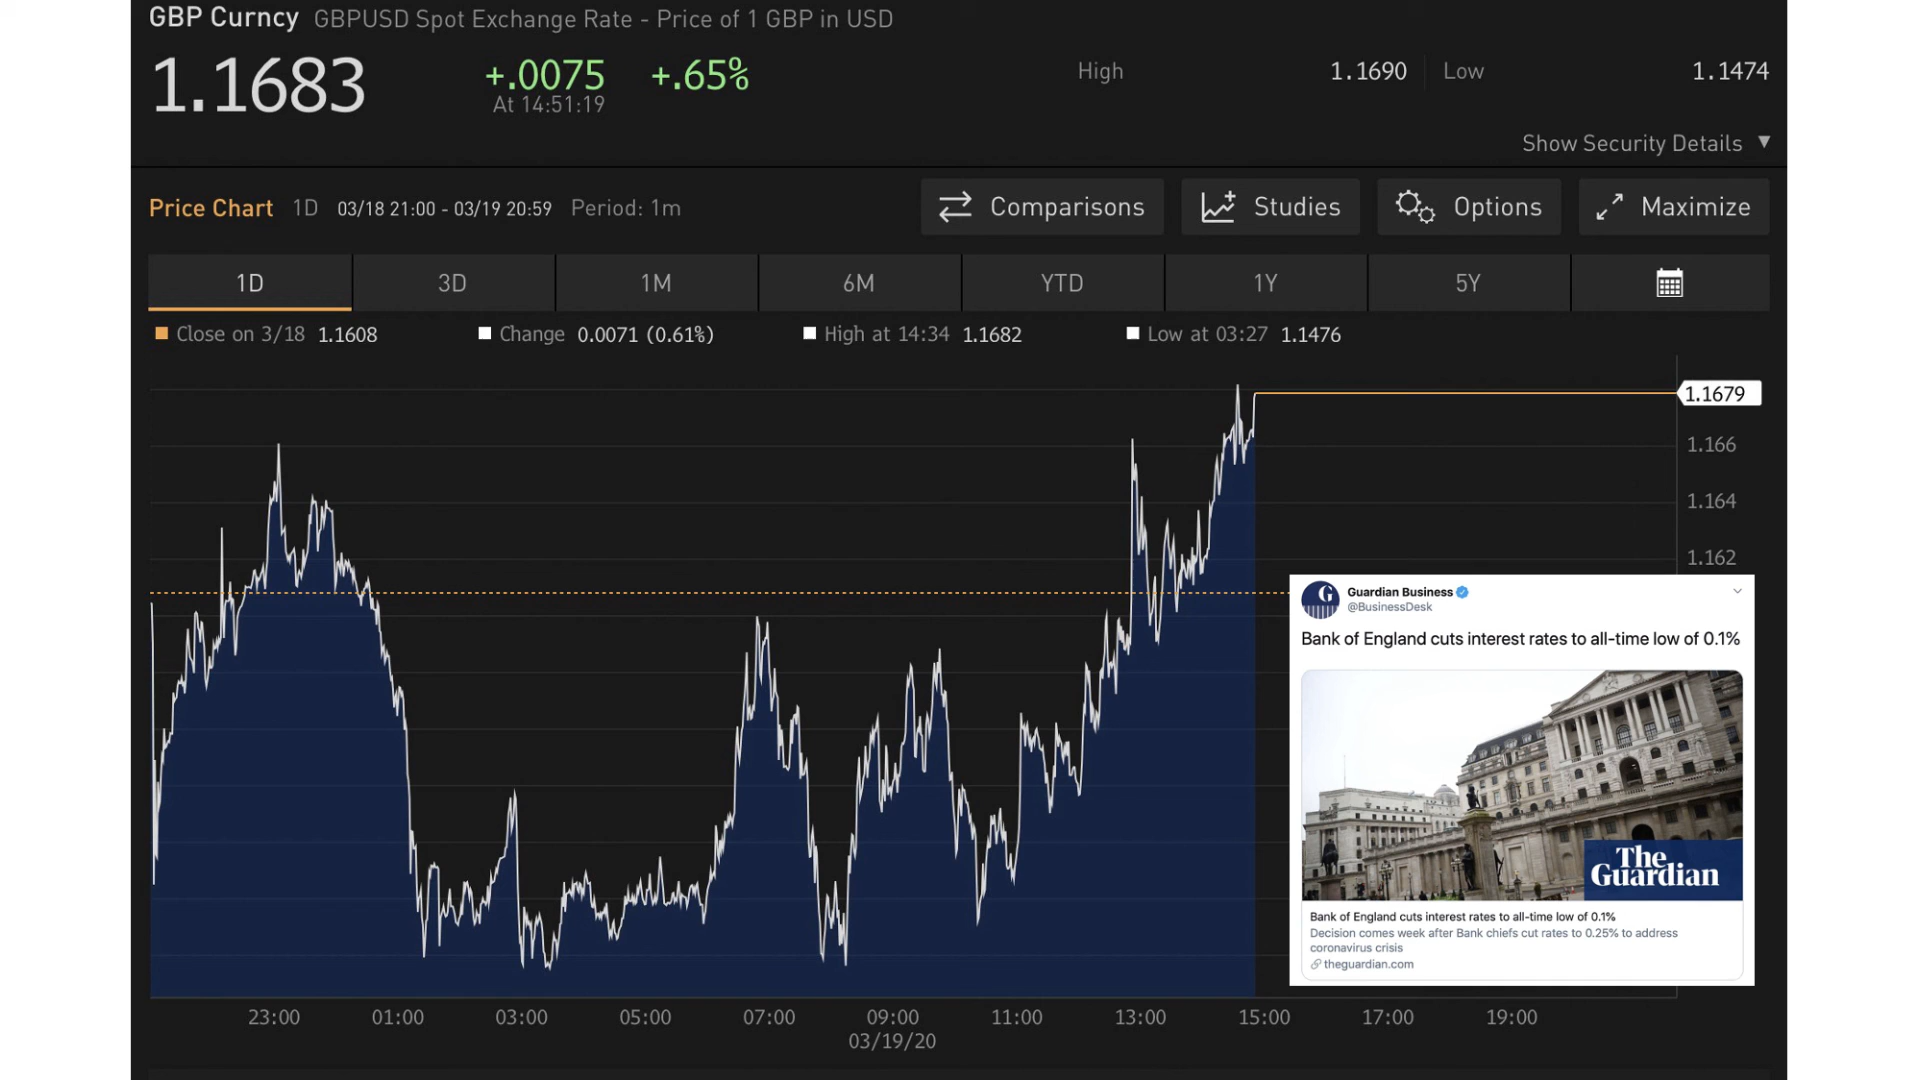 GBP Curncy GBPUSD Spot Exchange Rate - Price of 1 GBP in USD
1.1683 +.0075 +.65% High 1.1690 Low 1.1474
At 14:51:19
Show Security Details ▼
Price Chart 1D 03/18 21:00 - 03/19 20:59 Period: 1m Comparisons Studies Options Maximize
1D 3D 1M 6M YTD 1Y 5Y
Close on 3/18 1.1608 Change 0.0071 (0.61%) High at 14:34 1.1682 Low at 03:27 1.1476
1.1679
1.166
1.164
1.162
G
Guardian Business
@BusinessDesk
Bank of England cuts interest rates to all-time low of 0.1%
The
Guardian
Bank of England cuts interest rates to all-time low of 0.1%
Decision comes week after Bank chiefs cut rates to 0.25% to address
coronavirus crisis
theguardian.com
23:00 01:00 03:00 05:00 07:00 09:00 11:00 13:00 15:00 17:00 19:00
03/19/20